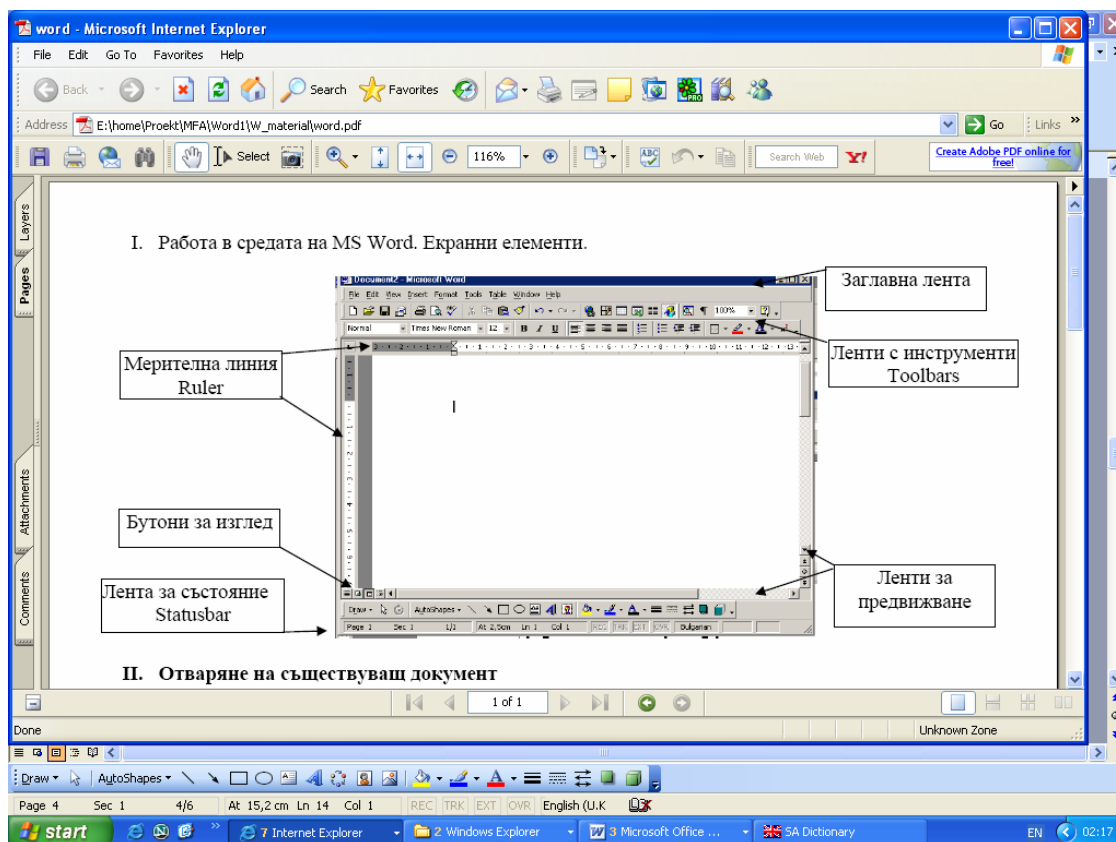 word - Microsoft Internet Explorer
File Edit Go To Favorites Help
Back Search Favorites PRO
Address E:\home\Proekt\MFA\Word1\W_material\word.pdf Go Links »
Select 116% ABC Search Web Y! Create Adobe PDF online for
free!
Layers
Pages
Attachments
Comments
I. Работа в средата на MS Word. Екранни елементи.
Document2 - Microsoft Word
File Edit View Insert Format Tools Table Window Help
100%
Normal Times New Roman 12 B I U
Заглавна лента
Ленти с инструменти
Toolbars
Мерителна линия
Ruler
Бутони за изглед
Лента за състояние
Statusbar
Ленти за
предвижване
Draw AutoShapes
Page 1 Sec 1 1/1 At 2,5cm Ln 1 Col 1 REC TRK EXT OVR Bulgarian
II. Отваряне на съществуващ документ
1 of 1
Done Unknown Zone
Draw AutoShapes A
Page 4 Sec 1 4/6 At 15,2 cm Ln 14 Col 1 REC TRK EXT OVR English (U.K
start » 7 Internet Explorer 2 Windows Explorer 3 Microsoft Office ... SA Dictionary EN 02:17